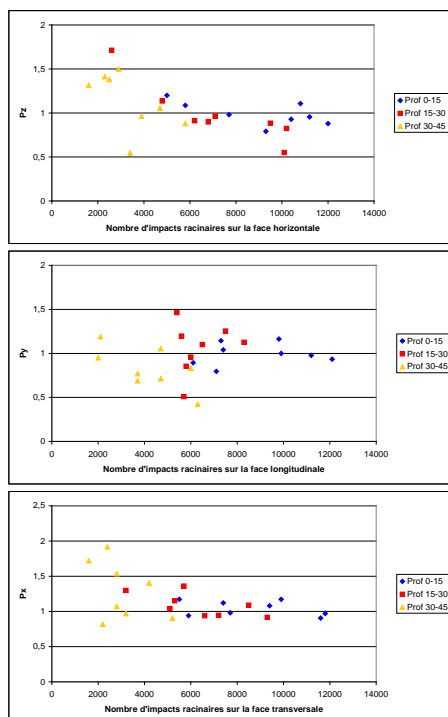 2
1,5
1
0,5
0
Pz
0 2000 4000 6000 8000 10000 12000 14000
Nombre d'impacts racinaires sur la face horizontale
Prof 0-15
Prof 15-30
Prof 30-45
2
1,5
1
0,5
0
Py
0 2000 4000 6000 8000 10000 12000 14000
Nombre d'impacts racinaires sur la face longitudinale
Prof 0-15
Prof 15-30
Prof 30-45
2,5
2
1,5
1
0,5
0
Px
0 2000 4000 6000 8000 10000 12000 14000
Nombre d'impacts racinaires sur la face transversale
Prof 0-15
Prof 15-30
Prof 30-45